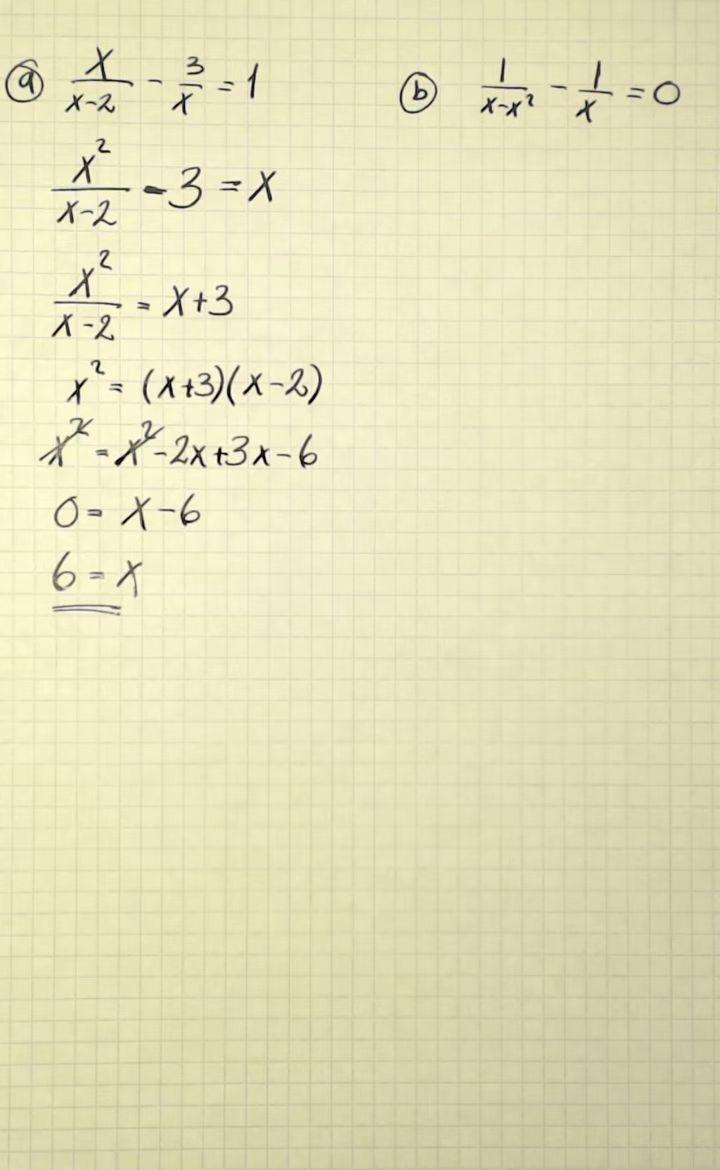 ⓐ x/(x-2) - 3/x = 1
x²/(x-2) - 3 = x
x²/(x-2) = x+3
x² = (x+3)(x-2)
x² = x² - 2x + 3x - 6
0 = x - 6
6 = x
ⓑ 1/(x-x²) - 1/x = 0